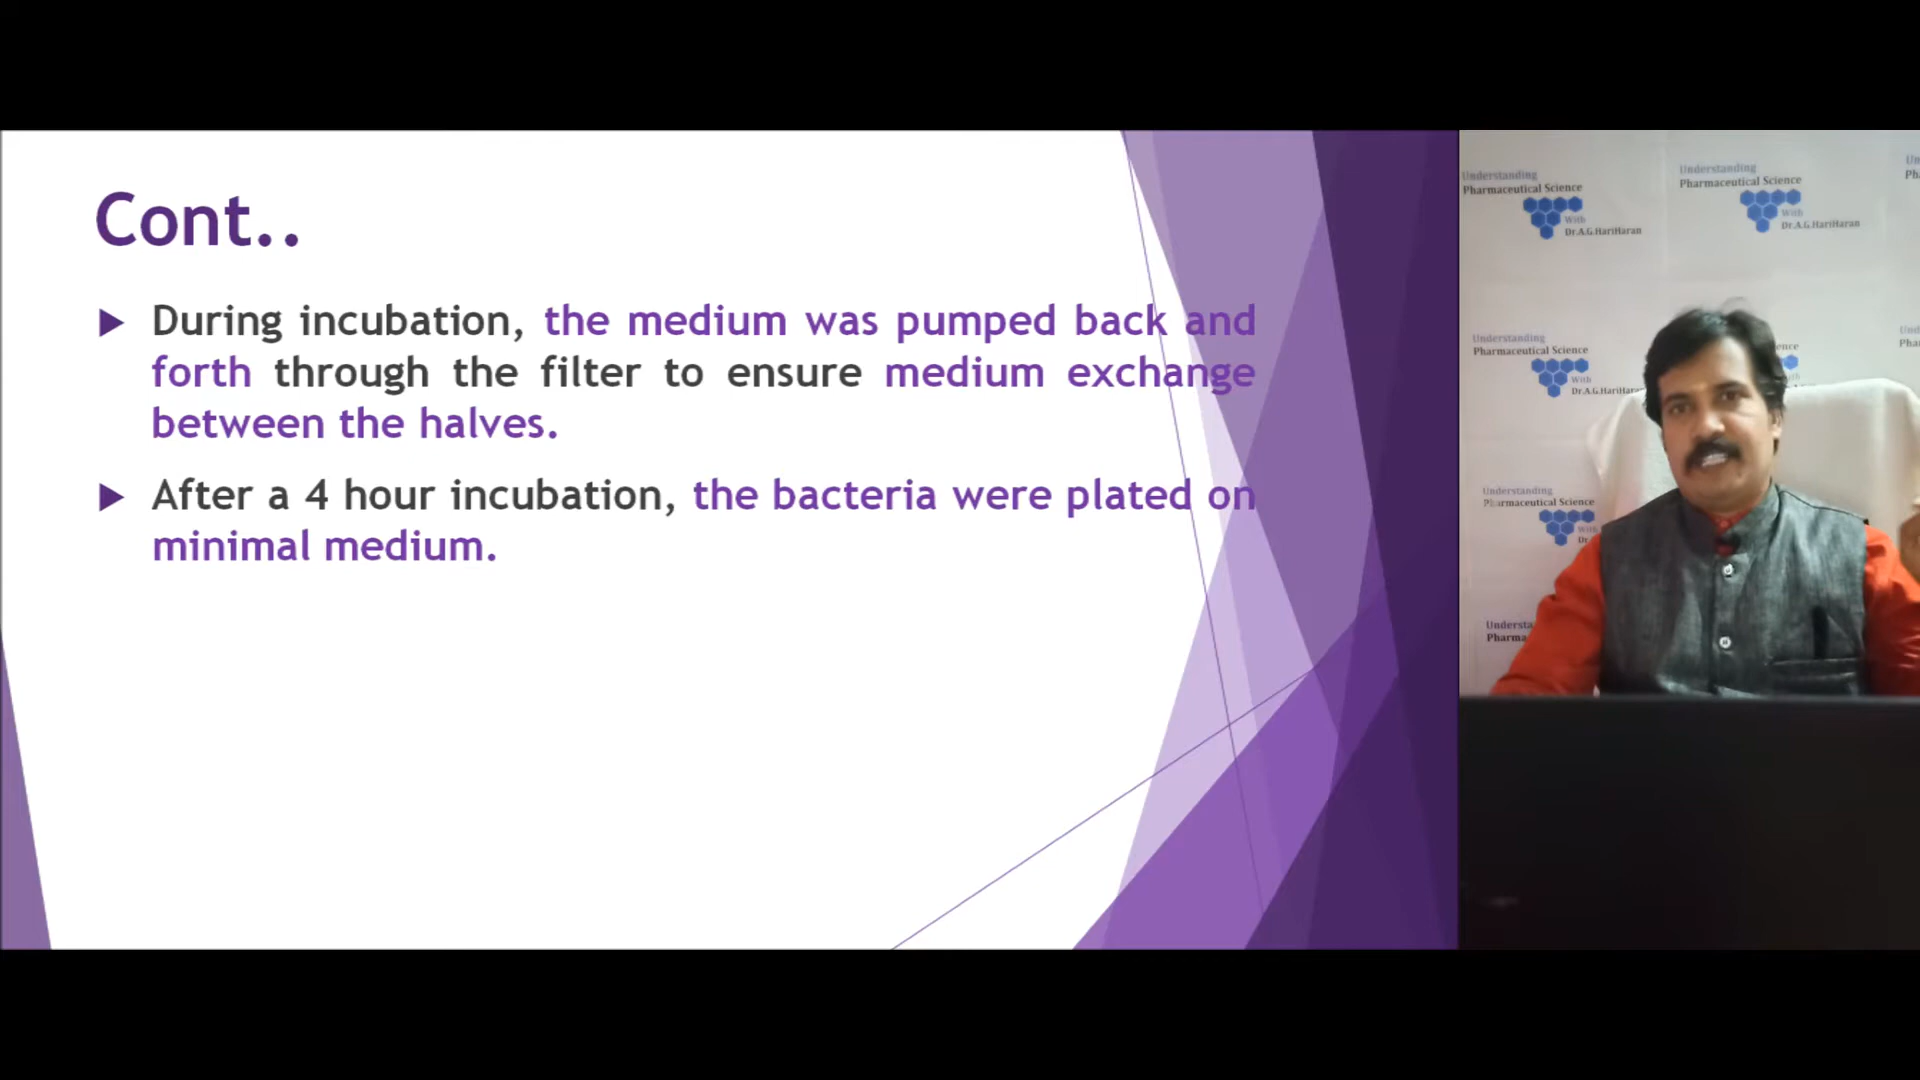 Cont..
During incubation, the medium was pumped back and
forth through the filter to ensure medium exchange
between the halves.
After a 4 hour incubation, the bacteria were plated on
minimal medium.
Understanding
Pharmaceutical Science
With
Dr.A.G.HariHaran
Understanding
Pharmaceutical Science
With
Dr.A.G.HariHaran
Understanding
Pharmaceutical Science
With
Understanding
Pharmaceutical Science
With